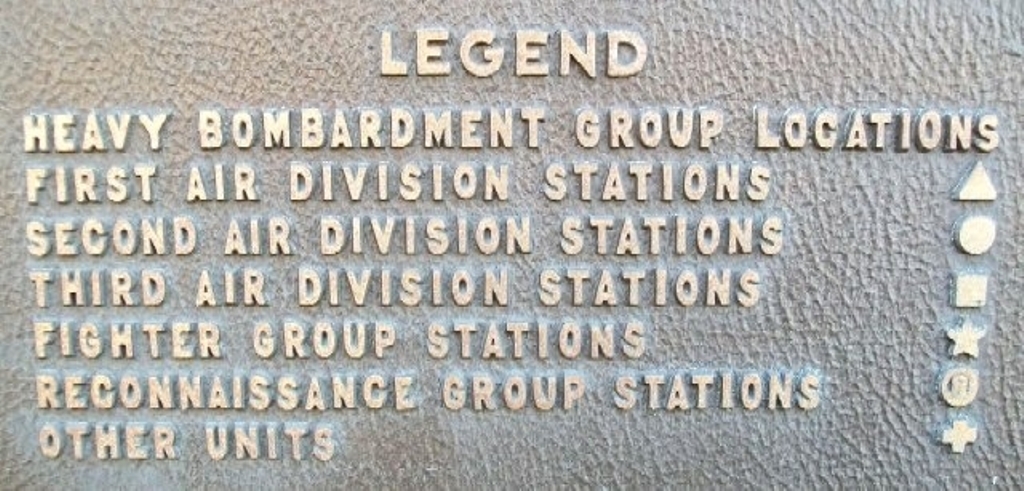 LEGEND
HEAVY BOMBARDMENT GROUP LOCATIONS
FIRST AIR DIVISION STATIONS
SECOND AIR DIVISION STATIONS
THIRD AIR DIVISION STATIONS
FIGHTER GROUP STATIONS
RECONNAISSANCE GROUP STATIONS
OTHER UNITS